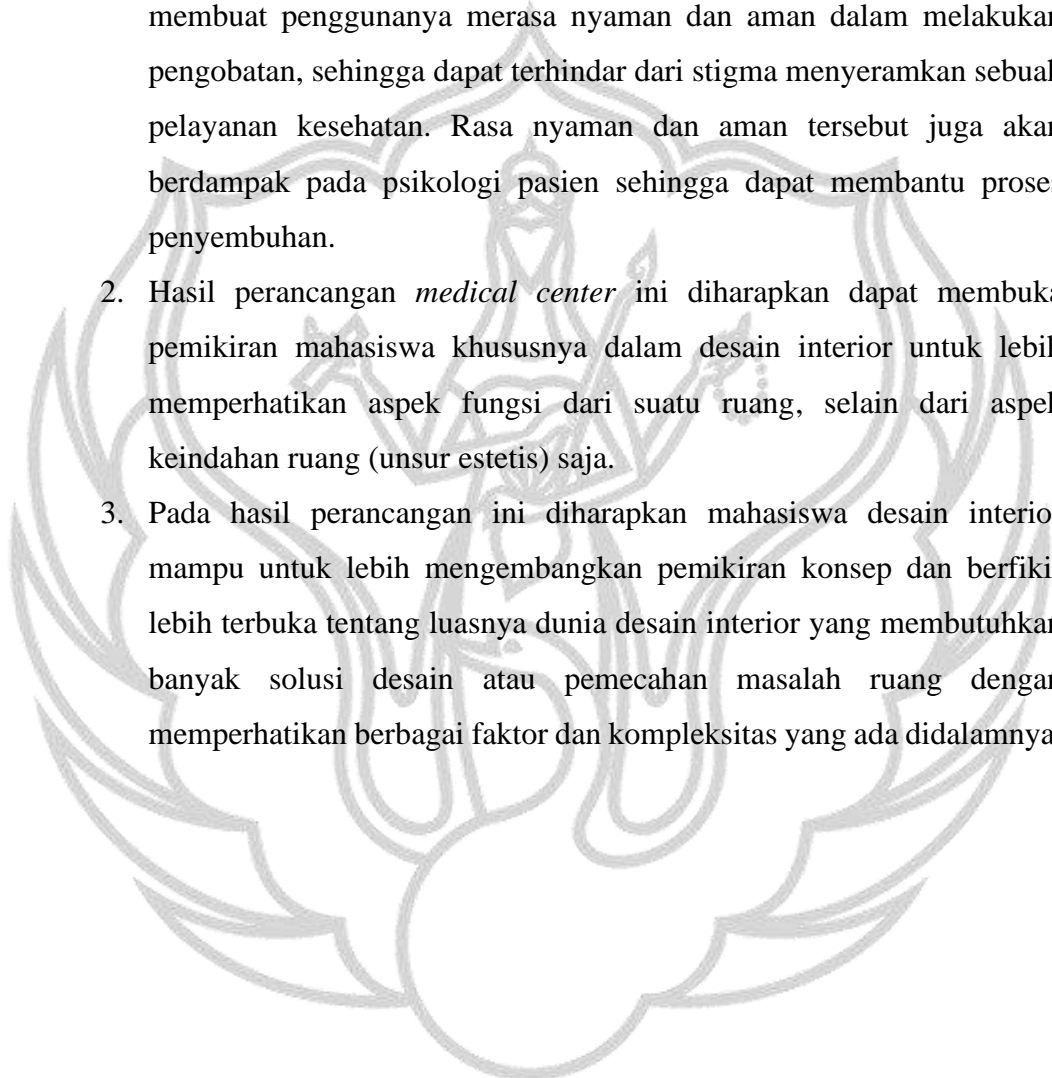 membuat penggunanya merasa nyaman dan aman dalam melakukan
pengobatan, sehingga dapat terhindar dari stigma menyeramkan sebuah
pelayanan kesehatan. Rasa nyaman dan aman tersebut juga akan
berdampak pada psikologi pasien sehingga dapat membantu proses
penyembuhan.
2. Hasil perancangan medical center ini diharapkan dapat membuka
pemikiran mahasiswa khususnya dalam desain interior untuk lebih
memperhatikan aspek fungsi dari suatu ruang, selain dari aspek
keindahan ruang (unsur estetis) saja.
3. Pada hasil perancangan ini diharapkan mahasiswa desain interio
mampu untuk lebih mengembangkan pemikiran konsep dan berfiki
lebih terbuka tentang luasnya dunia desain interior yang membutuhkan
banyak solusi desain atau pemecahan masalah ruang dengan
memperhatikan berbagai faktor dan kompleksitas yang ada didalamnya